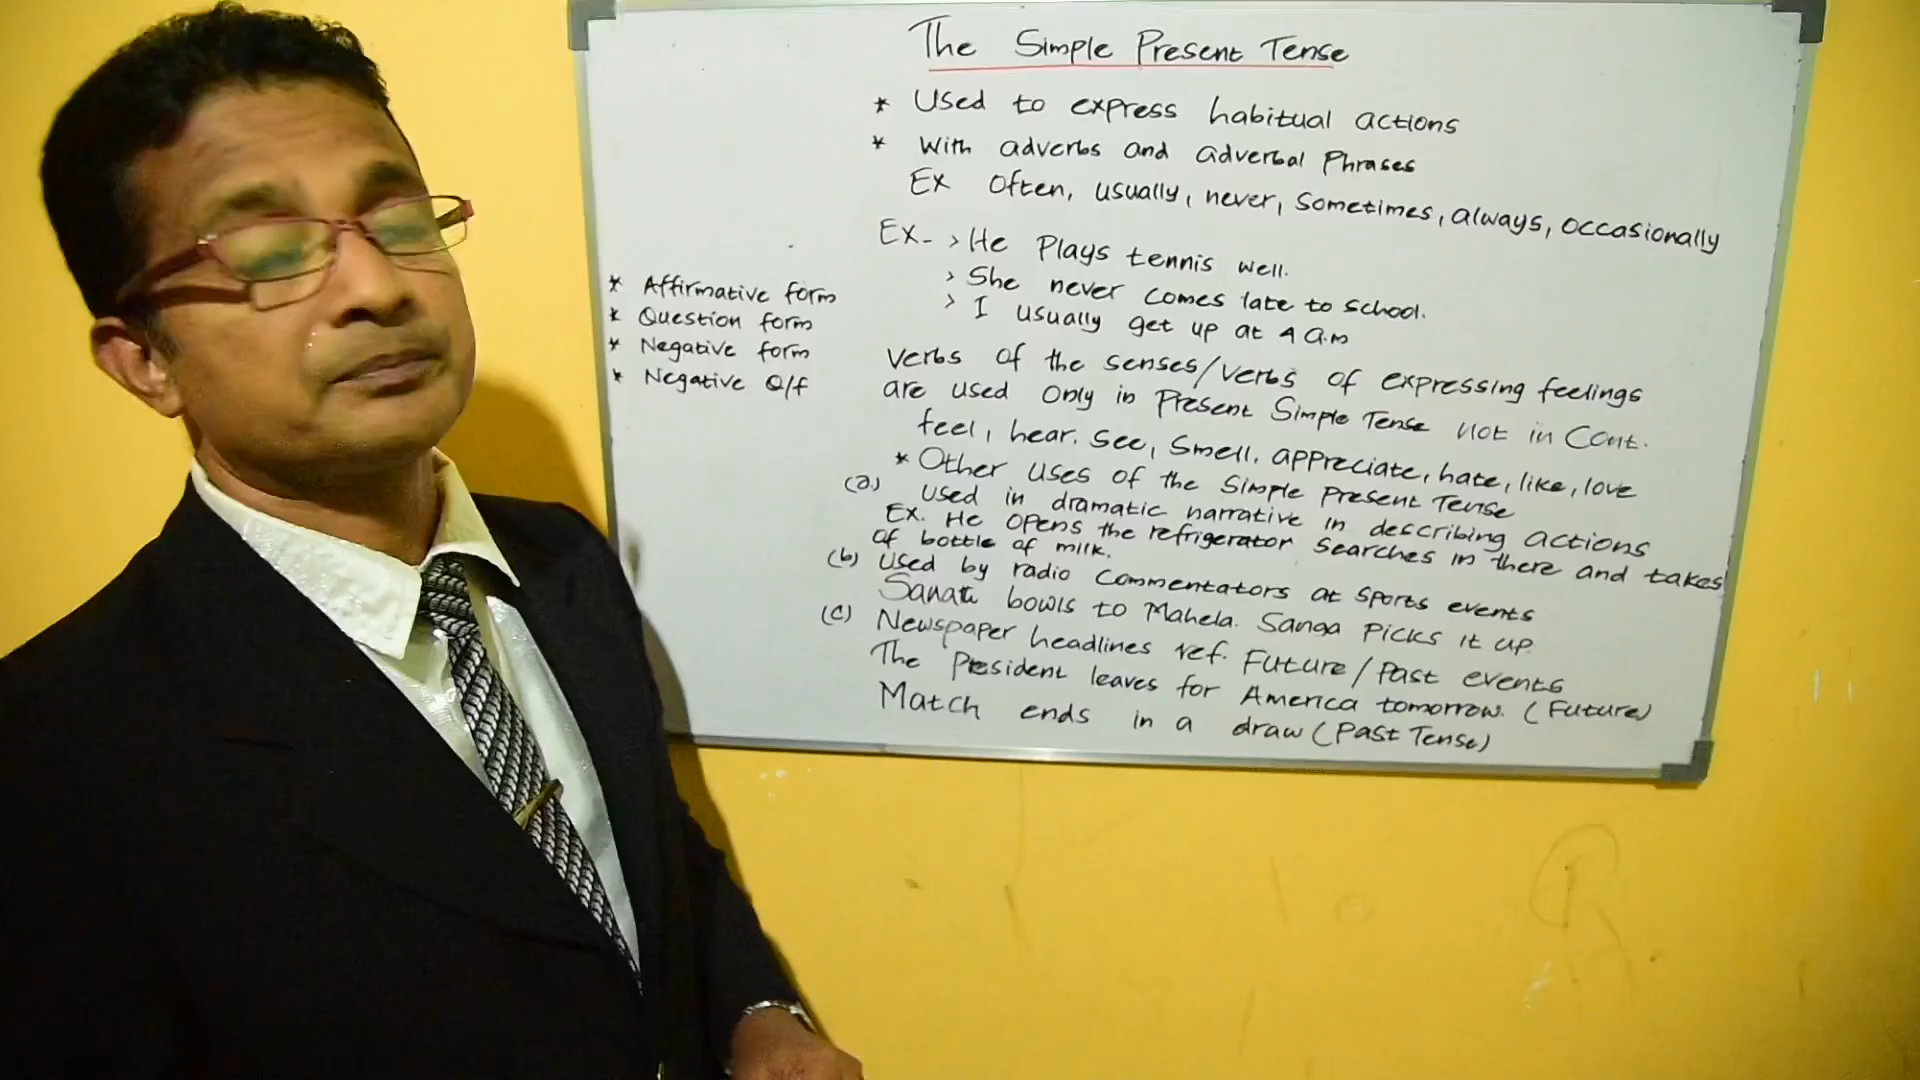 The Simple Present Tense
* Used to express habitual actions
* With adverbs and adverbal Phrases
Ex Often, usually, never, sometimes, always, occasionally
Ex- > He Plays tennis well.
> She never comes late to school.
> I usually get up at 4 a.m
* Affirmative form
* Question form
* Negative form
* Negative Q/f
Verbs of the senses/verbs of expressing feelings
are used only in Present Simple Tense not in Cont.
feel, hear. see, smell. appreciate, hate, like, love
* Other uses of the Simple Present Tense
(a) used in dramatic narrative in describing actions
Ex. He opens the refrigerator searches in there and takes
of bottle of milk.
(b) Used by radio commentators at sports events
bowls to Mahela. Sanga Picks it up
(c) Newspaper headlines ref. Future/Past events
The President leaves for America tomorrow. (Future)
Match ends in a draw (Past Tense)